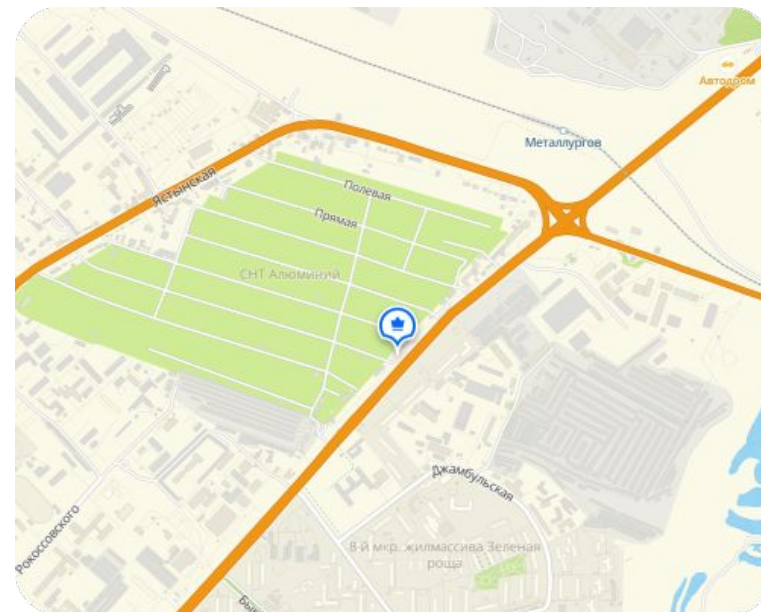 Автодром
Металлургов
Ястынская
Полевая
Прямая
СНТ Алюминий
Джамбульская
Рокоссовского
8-й мкр. жилмассива Зеленая
роща